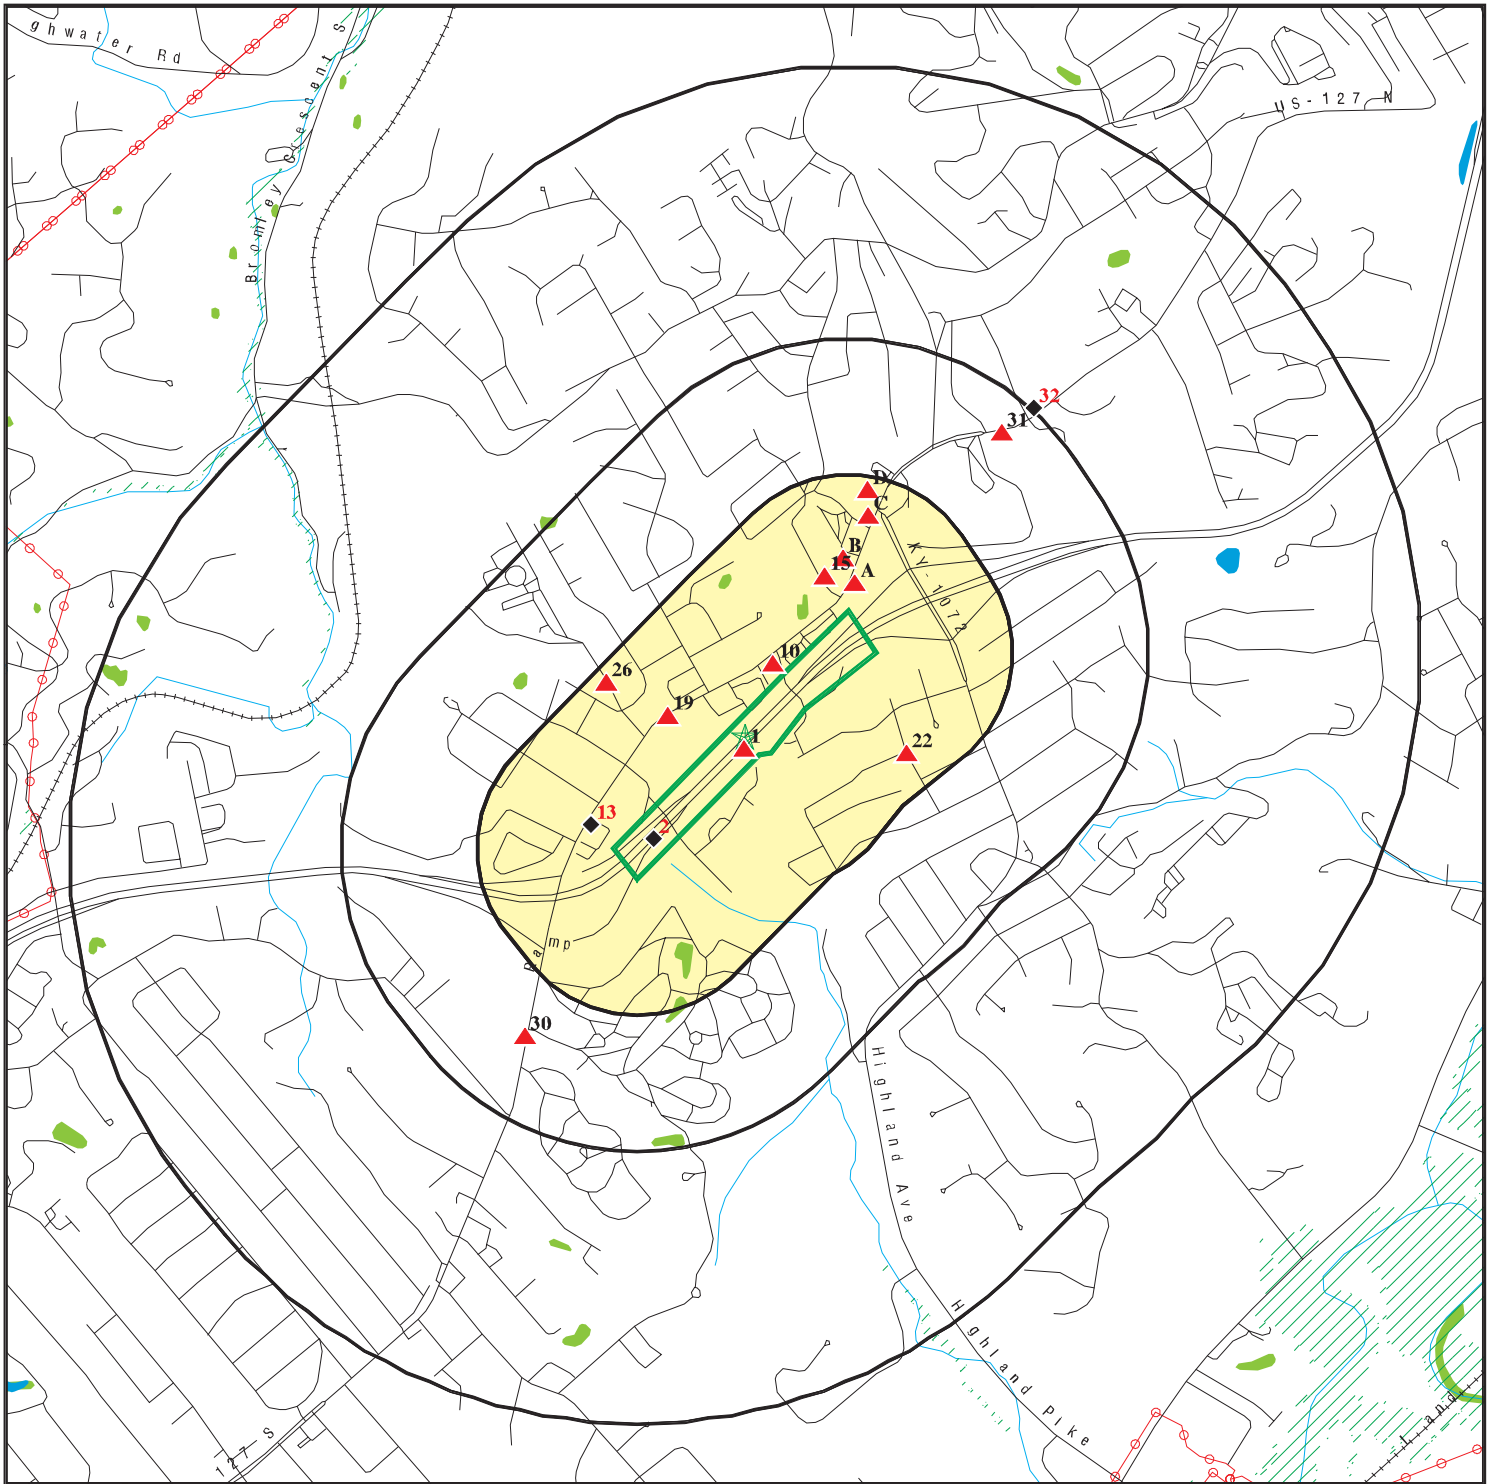 ghwater Rd
Bromley Crescent S
US-127 N
32
31
D
C
B
15
A
KY-1072
10
26
19
1
22
13
2
Ramp
30
Highland Ave
Highland Pike
127 S